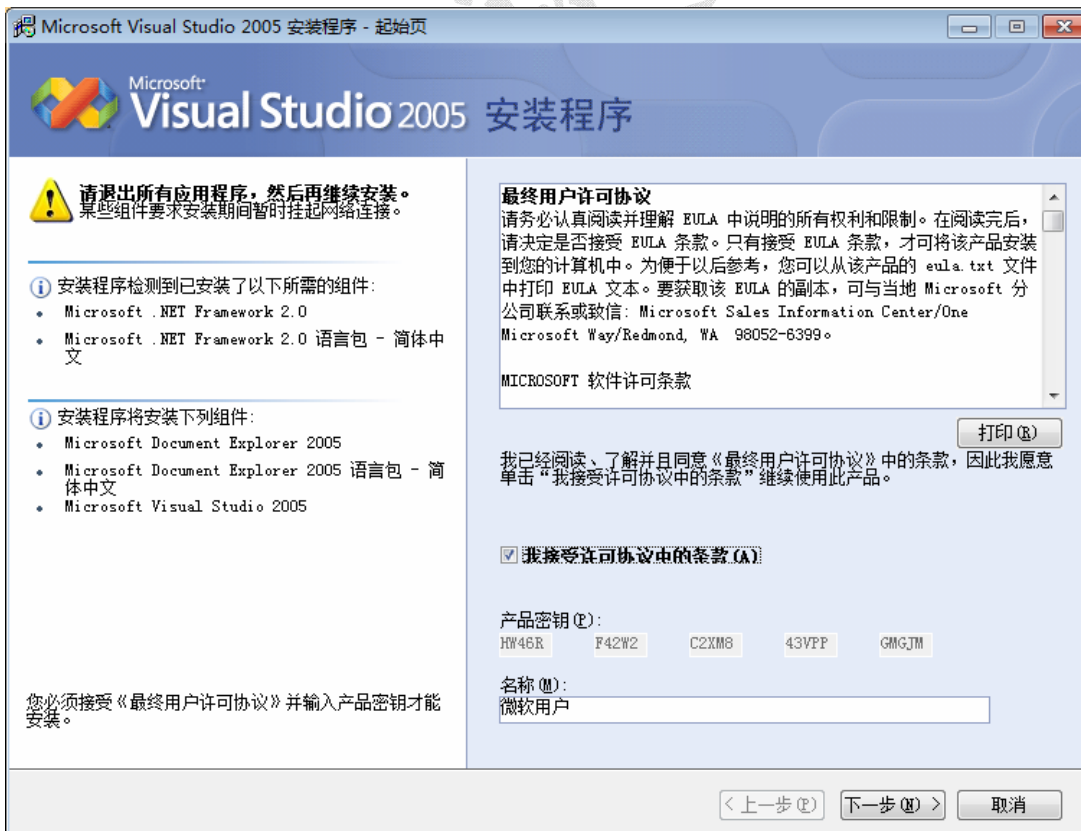 Microsoft Visual Studio 2005 安装程序 - 起始页
Microsoft
Visual Studio 2005 安装程序
请退出所有应用程序，然后再继续安装。
某些组件要求安装期间暂时挂起网络连接。
安装程序检测到已安装了以下所需的组件:
Microsoft .NET Framework 2.0
Microsoft .NET Framework 2.0 语言包 - 简体中
文
安装程序将安装下列组件:
Microsoft Document Explorer 2005
Microsoft Document Explorer 2005 语言包 - 简
体中文
Microsoft Visual Studio 2005
您必须接受《最终用户许可协议》并输入产品密钥才能
安装。
最终用户许可协议
请务必认真阅读并理解 EULA 中说明的所有权利和限制。在阅读完后，
请决定是否接受 EULA 条款。只有接受 EULA 条款，才可将该产品安装
到您的计算机中。为便于以后参考，您可以从该产品的 eula.txt 文件
中打印 EULA 文本。要获取该 EULA 的副本，可与当地 Microsoft 分
公司联系或致信: Microsoft Sales Information Center/One
Microsoft Way/Redmond, WA 98052-6399。
MICROSOFT 软件许可条款
打印(R)
我已经阅读、了解并且同意《最终用户许可协议》中的条款，因此我愿意
单击“我接受许可协议中的条款”继续使用此产品。
我接受许可协议中的条款(A)
产品密钥(P):
HW46R F42W2 C2XM8 43VPP GMGJM
名称(M):
微软用户
< 上一步(P) 下一步(N) > 取消